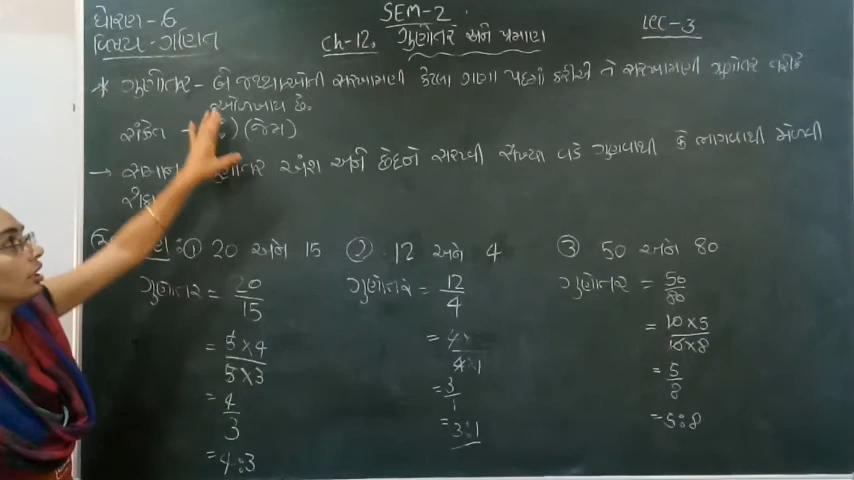 ધોરણ - 6
SEM-2
LEC-3
વિષય - ગણિત
Ch-12. ગુણોત્તર અને પ્રમાણ
* ગુણોત્તર - બે જથ્થાઓની સરખામણી કેટલા ગણા પદમાં કરીએ તે સરખામણી ગુણોત્તર તરીકે
ઓળખાય છે.
સંકેત - (જેમ)
→ અંશ અને છેદને સરખી સંખ્યા વડે ગુણવાથી કે ભાગવાથી મેળવી
① 20 અને 15
ગુણોત્તર = 20/15
= 5×4/5×3
= 4/3
= 4:3
② 12 અને 4
ગુણોત્તર = 12/4
= 3/1
= 3:1
③ 50 અને 80
ગુણોત્તર = 50/80
= 10×5/10×8
= 5/8
= 5:8